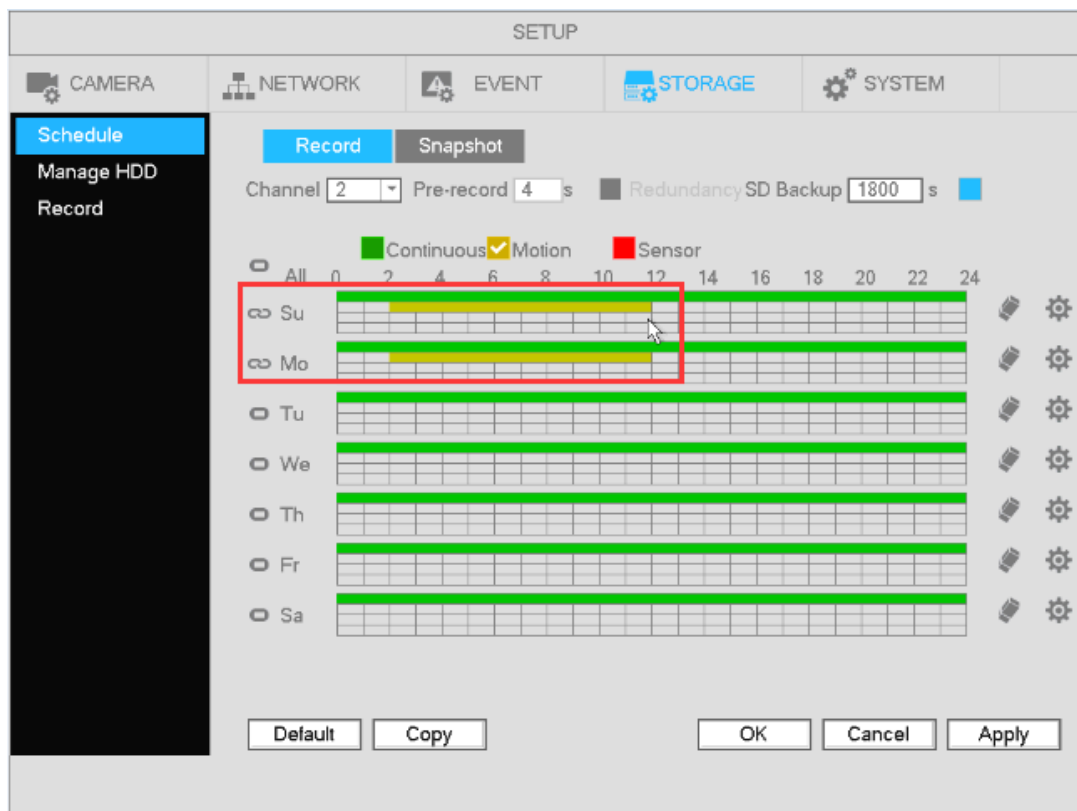 SETUP
CAMERA NETWORK EVENT STORAGE SYSTEM
Schedule
Manage HDD
Record
Record Snapshot
Channel 2 Pre-record 4 s Redundancy SD Backup 1800 s
Continuous Motion Sensor
All 0 2 4 6 8 10 12 14 16 18 20 22 24
Su
Mo
Tu
We
Th
Fr
Sa
Default Copy OK Cancel Apply